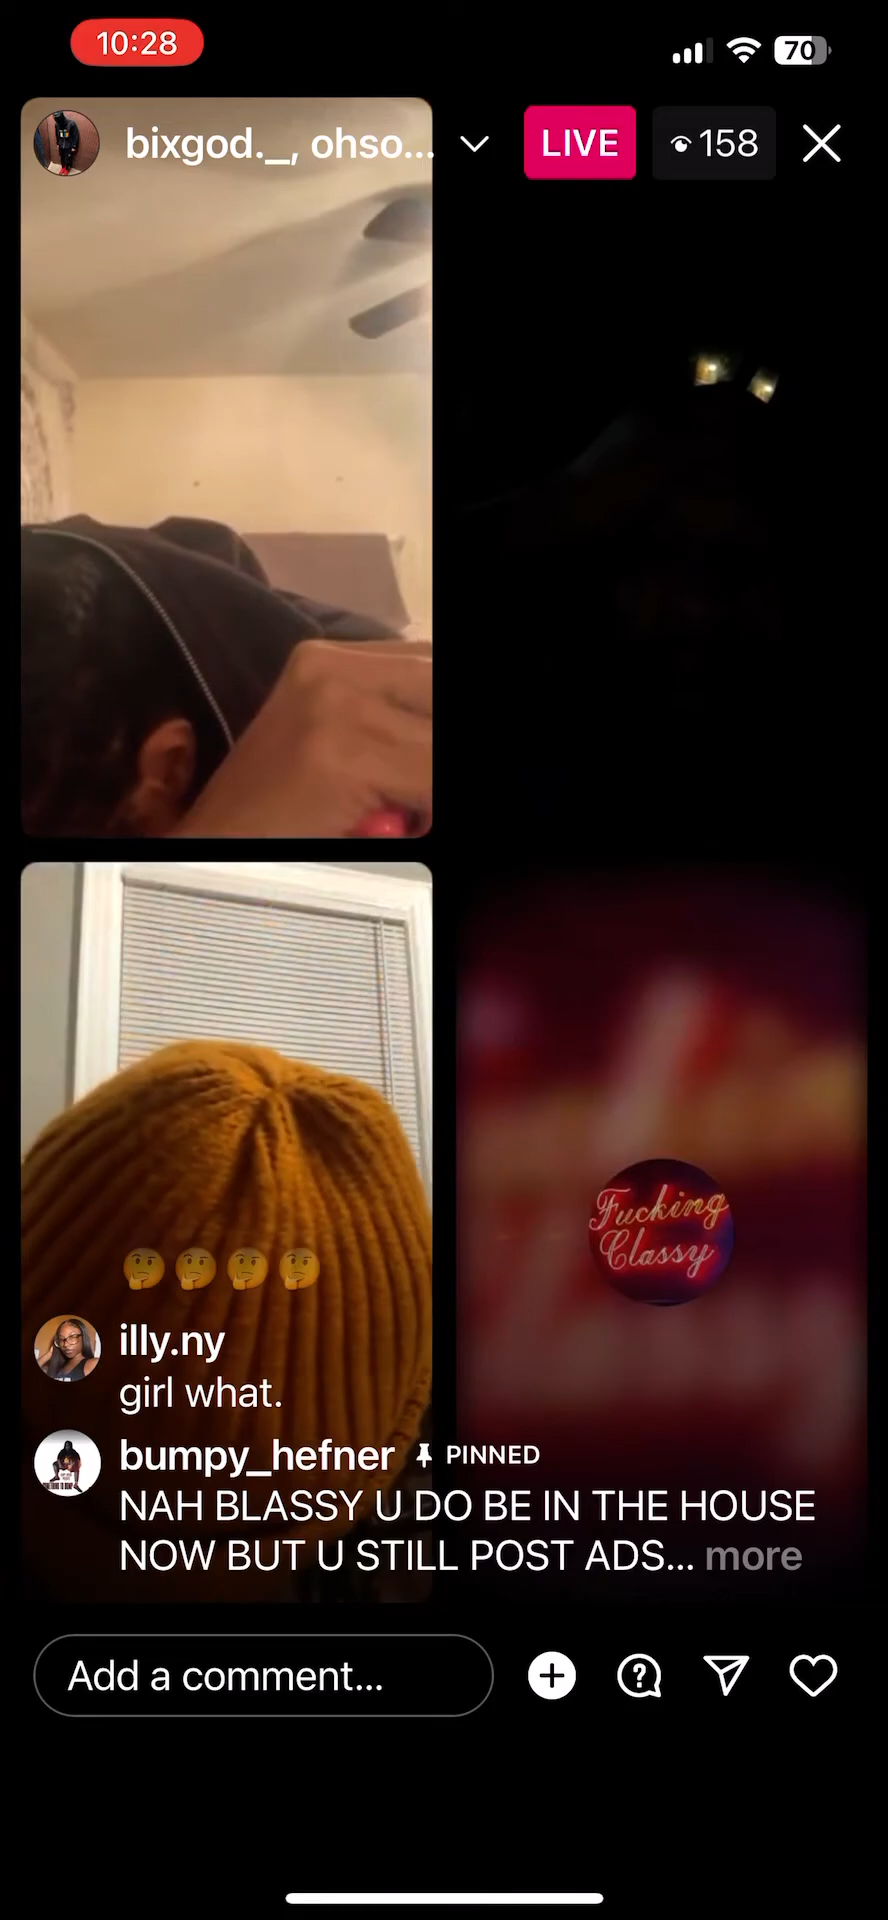 10:28
70
bixgod._, ohso...
LIVE
158
Fucking
Classy
🤔🤔🤔🤔
illy.ny
girl what.
bumpy_hefner PINNED
NAH BLASSY U DO BE IN THE HOUSE
NOW BUT U STILL POST ADS... more
Add a comment...